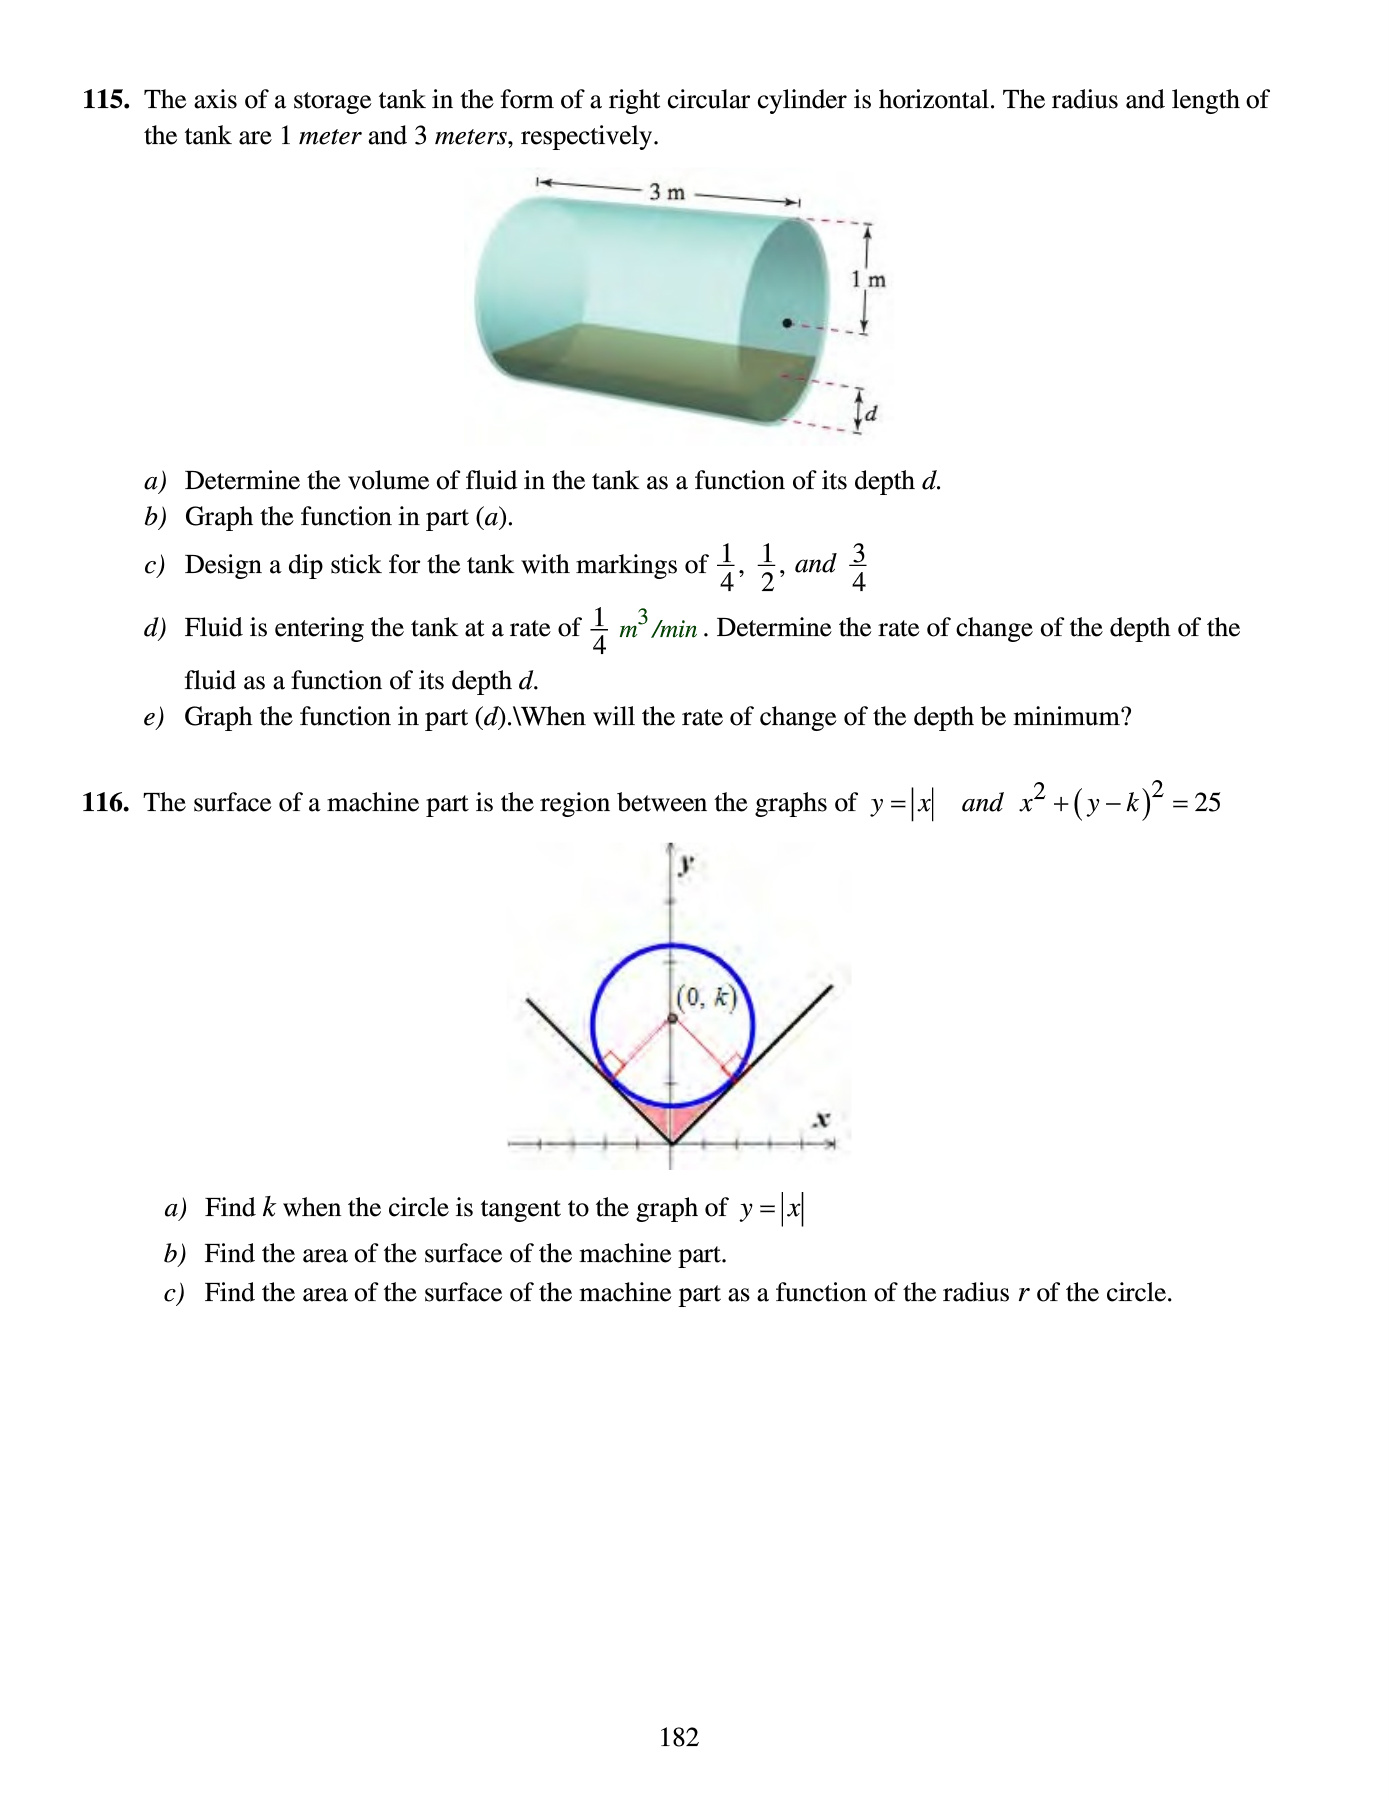 115. The axis of a storage tank in the form of a right circular cylinder is horizontal. The radius and length of
the tank are 1 meter and 3 meters, respectively.
3 m
1 m
d
a) Determine the volume of fluid in the tank as a function of its depth d.
b) Graph the function in part (a).
c) Design a dip stick for the tank with markings of 1/4, 1/2, and 3/4
d) Fluid is entering the tank at a rate of 1/4 m³/min. Determine the rate of change of the depth of the
fluid as a function of its depth d.
e) Graph the function in part (d).\When will the rate of change of the depth be minimum?
116. The surface of a machine part is the region between the graphs of y = |x| and x² + (y − k)² = 25
y
(0, k)
x
a) Find k when the circle is tangent to the graph of y = |x|
b) Find the area of the surface of the machine part.
c) Find the area of the surface of the machine part as a function of the radius r of the circle.
182